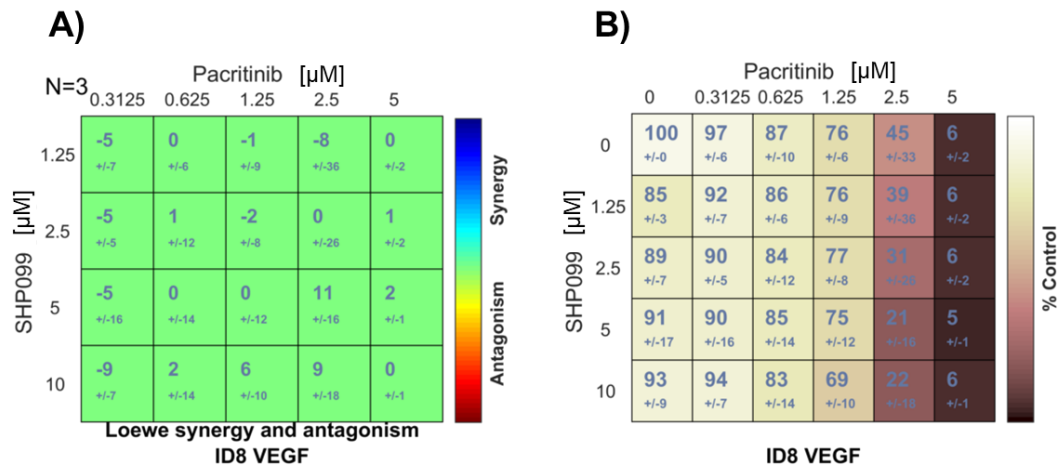 A)
Pacritinib [µM]
N=3
0.3125 0.625 1.25 2.5 5
SHP099 [µM]
1.25 -5 0 -1 -8 0
+/-7 +/-6 +/-9 +/-36 +/-2
2.5 -5 1 -2 0 1
+/-5 +/-12 +/-8 +/-26 +/-2
5 -5 0 0 11 2
+/-16 +/-14 +/-12 +/-16 +/-1
10 -9 2 6 9 0
+/-7 +/-14 +/-10 +/-18 +/-1
Synergy
Antagonism
Loewe synergy and antagonism
ID8 VEGF
B)
Pacritinib [µM]
0 0.3125 0.625 1.25 2.5 5
SHP099 [µM]
0 100 97 87 76 45 6
+/-0 +/-6 +/-10 +/-6 +/-33 +/-2
1.25 85 92 86 76 39 6
+/-3 +/-7 +/-6 +/-9 +/-36 +/-2
2.5 89 90 84 77 31 6
+/-7 +/-5 +/-12 +/-8 +/-26 +/-2
5 91 90 85 75 21 5
+/-17 +/-16 +/-14 +/-12 +/-16 +/-1
10 93 94 83 69 22 6
+/-9 +/-7 +/-14 +/-10 +/-18 +/-1
% Control
ID8 VEGF